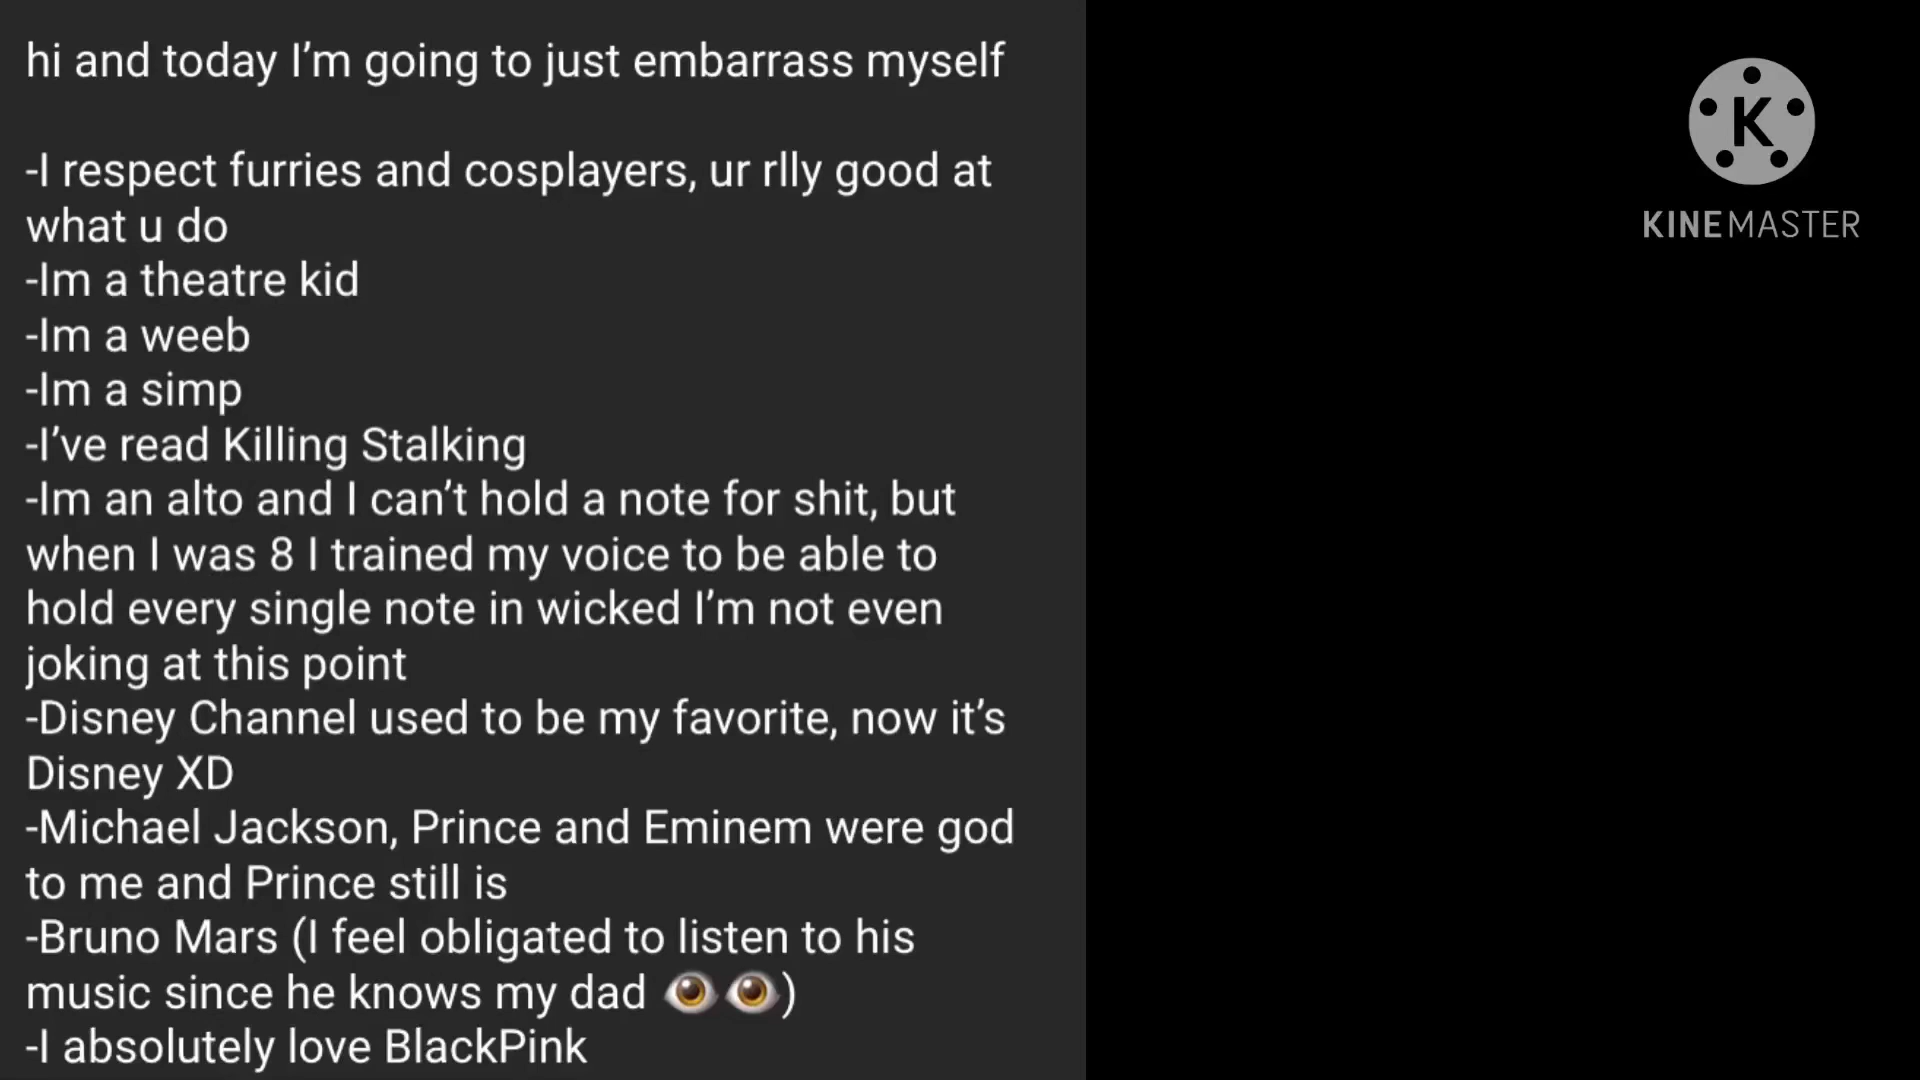 hi and today I’m going to just embarrass myself
-I respect furries and cosplayers, ur rlly good at
what u do
-Im a theatre kid
-Im a weeb
-Im a simp
-I’ve read Killing Stalking
-Im an alto and I can’t hold a note for shit, but
when I was 8 I trained my voice to be able to
hold every single note in wicked I’m not even
joking at this point
-Disney Channel used to be my favorite, now it’s
Disney XD
-Michael Jackson, Prince and Eminem were god
to me and Prince still is
-Bruno Mars (I feel obligated to listen to his
music since he knows my dad 👁️👁️)
-I absolutely love BlackPink
K
KINEMASTER